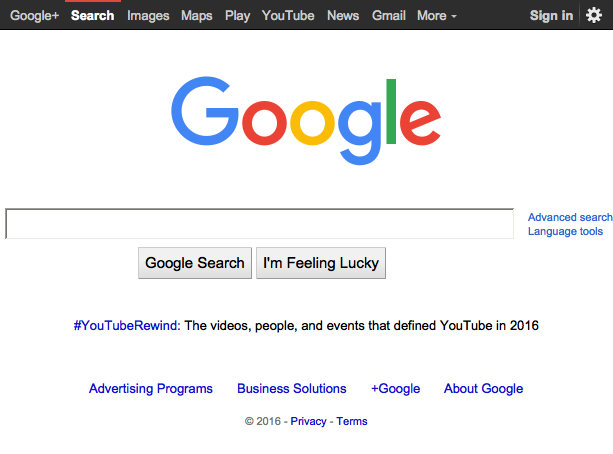 Google+ Search Images Maps Play YouTube News Gmail More Sign in
Google
Advanced search
Language tools
Google Search I'm Feeling Lucky
#YouTubeRewind: The videos, people, and events that defined YouTube in 2016
Advertising Programs Business Solutions +Google About Google
© 2016 - Privacy - Terms